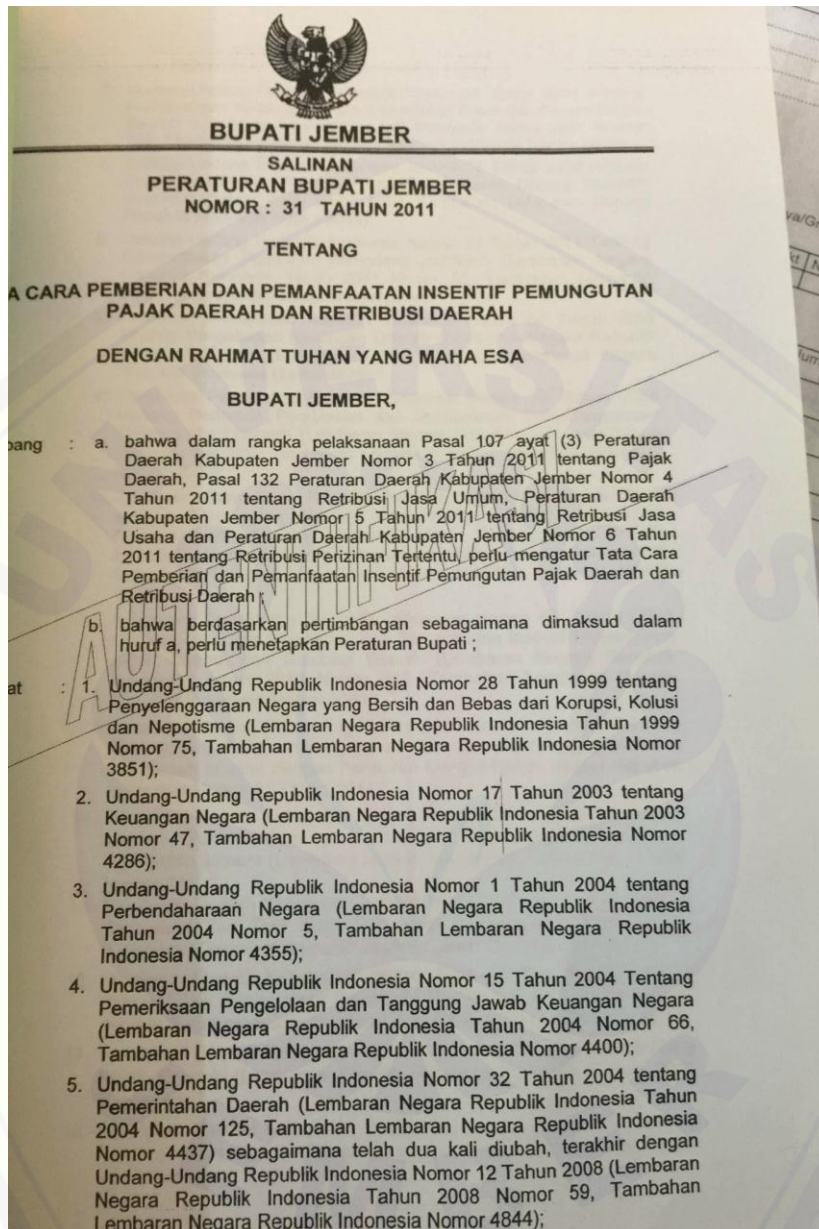 BUPATI JEMBER
SALINAN
PERATURAN BUPATI JEMBER
NOMOR : 31 TAHUN 2011
TENTANG
A CARA PEMBERIAN DAN PEMANFAATAN INSENTIF PEMUNGUTAN
PAJAK DAERAH DAN RETRIBUSI DAERAH
DENGAN RAHMAT TUHAN YANG MAHA ESA
BUPATI JEMBER,
bang : a. bahwa dalam rangka pelaksanaan Pasal 107 ayat (3) Peraturan
Daerah Kabupaten Jember Nomor 3 Tahun 2011 tentang Pajak
Daerah, Pasal 132 Peraturan Daerah Kabupaten Jember Nomor 4
Tahun 2011 tentang Retribusi Jasa Umum, Peraturan Daerah
Kabupaten Jember Nomor 5 Tahun 2011 tentang Retribusi Jasa
Usaha dan Peraturan Daerah Kabupaten Jember Nomor 6 Tahun
2011 tentang Retribusi Perizinan Tertentu, perlu mengatur Tata Cara
Pemberian dan Pemanfaatan Insentif Pemungutan Pajak Daerah dan
Retribusi Daerah ;
b. bahwa berdasarkan pertimbangan sebagaimana dimaksud dalam
huruf a, perlu menetapkan Peraturan Bupati ;
at : 1. Undang-Undang Republik Indonesia Nomor 28 Tahun 1999 tentang
Penyelenggaraan Negara yang Bersih dan Bebas dari Korupsi, Kolusi
dan Nepotisme (Lembaran Negara Republik Indonesia Tahun 1999
Nomor 75, Tambahan Lembaran Negara Republik Indonesia Nomor
3851);
2. Undang-Undang Republik Indonesia Nomor 17 Tahun 2003 tentang
Keuangan Negara (Lembaran Negara Republik Indonesia Tahun 2003
Nomor 47, Tambahan Lembaran Negara Republik Indonesia Nomor
4286);
3. Undang-Undang Republik Indonesia Nomor 1 Tahun 2004 tentang
Perbendaharaan Negara (Lembaran Negara Republik Indonesia
Tahun 2004 Nomor 5, Tambahan Lembaran Negara Republik
Indonesia Nomor 4355);
4. Undang-Undang Republik Indonesia Nomor 15 Tahun 2004 Tentang
Pemeriksaan Pengelolaan dan Tanggung Jawab Keuangan Negara
(Lembaran Negara Republik Indonesia Tahun 2004 Nomor 66,
Tambahan Lembaran Negara Republik Indonesia Nomor 4400);
5. Undang-Undang Republik Indonesia Nomor 32 Tahun 2004 tentang
Pemerintahan Daerah (Lembaran Negara Republik Indonesia Tahun
2004 Nomor 125, Tambahan Lembaran Negara Republik Indonesia
Nomor 4437) sebagaimana telah dua kali diubah, terakhir dengan
Undang-Undang Republik Indonesia Nomor 12 Tahun 2008 (Lembaran
Negara Republik Indonesia Tahun 2008 Nomor 59, Tambahan
Lembaran Negara Republik Indonesia Nomor 4844);
AUTENTIFIKASI
UNIVERSITAS